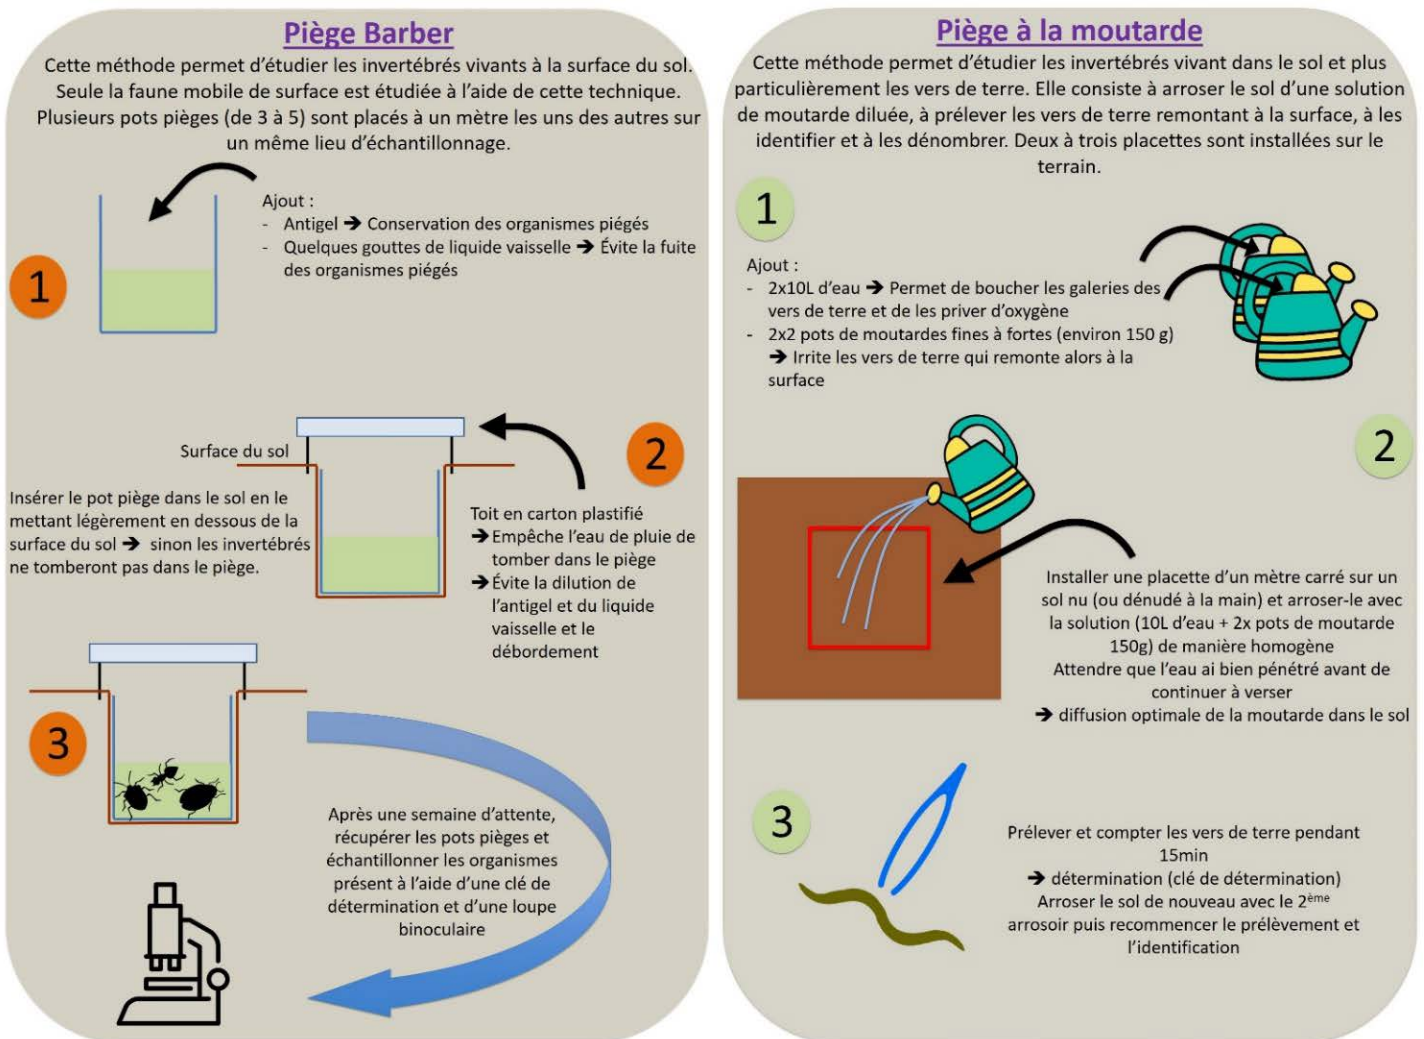 Piège Barber
Cette méthode permet d'étudier les invertébrés vivants à la surface du sol.
Seule la faune mobile de surface est étudiée à l'aide de cette technique.
Plusieurs pots pièges (de 3 à 5) sont placés à un mètre les uns des autres sur
un même lieu d'échantillonnage.
1
Ajout :
- Antigel ➔ Conservation des organismes piégés
- Quelques gouttes de liquide vaisselle ➔ Évite la fuite
des organismes piégés
2
Surface du sol
Insérer le pot piège dans le sol en le
mettant légèrement en dessous de la
surface du sol ➔ sinon les invertébrés
ne tomberont pas dans le piège.
Toit en carton plastifié
➔ Empêche l'eau de pluie de
tomber dans le piège
➔ Évite la dilution de
l'antigel et du liquide
vaisselle et le
débordement
3
Après une semaine d'attente,
récupérer les pots pièges et
échantillonner les organismes
présent à l'aide d'une clé de
détermination et d'une loupe
binoculaire
Piège à la moutarde
Cette méthode permet d'étudier les invertébrés vivant dans le sol et plus
particulièrement les vers de terre. Elle consiste à arroser le sol d'une solution
de moutarde diluée, à prélever les vers de terre remontant à la surface, à les
identifier et à les dénombrer. Deux à trois placettes sont installées sur le
terrain.
1
Ajout :
- 2x10L d'eau ➔ Permet de boucher les galeries des
vers de terre et de les priver d'oxygène
- 2x2 pots de moutardes fines à fortes (environ 150 g)
➔ Irrite les vers de terre qui remonte alors à la
surface
2
Installer une placette d'un mètre carré sur un
sol nu (ou dénudé à la main) et arroser-le avec
la solution (10L d'eau + 2x pots de moutarde
150g) de manière homogène
Attendre que l'eau ai bien pénétré avant de
continuer à verser
➔ diffusion optimale de la moutarde dans le sol
3
Prélever et compter les vers de terre pendant
15min
➔ détermination (clé de détermination)
Arroser le sol de nouveau avec le 2ème
arrosoir puis recommencer le prélèvement et
l'identification